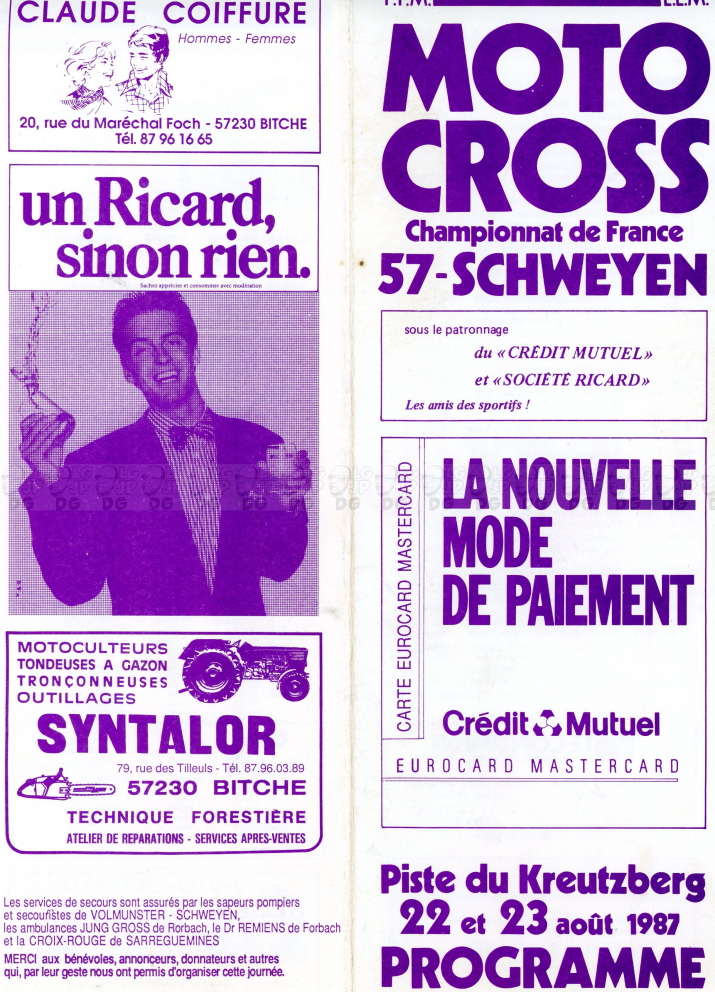 CLAUDE COIFFURE
Hommes - Femmes
20, rue du Maréchal Foch - 57230 BITCHE
Tél. 87 96 16 65
un Ricard,
sinon rien.
Sachez apprécier et consommer avec modération
MOTOCULTEURS
TONDEUSES A GAZON
TRONÇONNEUSES
OUTILLAGES
SYNTALOR
79, rue des Tilleuls - Tél. 87.96.03.89
57230 BITCHE
TECHNIQUE FORESTIÈRE
ATELIER DE REPARATIONS - SERVICES APRES-VENTES
Les services de secours sont assurés par les sapeurs pompiers
et secouristes de VOLMUNSTER - SCHWEYEN,
les ambulances JUNG GROSS de Rorbach, le Dr REMIENS de Forbach
et la CROIX-ROUGE de SARREGUEMINES
MERCI aux bénévoles, annonceurs, donnateurs et autres
qui, par leur geste nous ont permis d'organiser cette journée.
MOTO
CROSS
Championnat de France
57-SCHWEYEN
sous le patronnage
du « CRÉDIT MUTUEL »
et « SOCIÉTÉ RICARD »
Les amis des sportifs !
CARTE EUROCARD MASTERCARD
LA NOUVELLE
MODE
DE PAIEMENT
Crédit Mutuel
EUROCARD MASTERCARD
Piste du Kreutzberg
22 et 23 août 1987
PROGRAMME